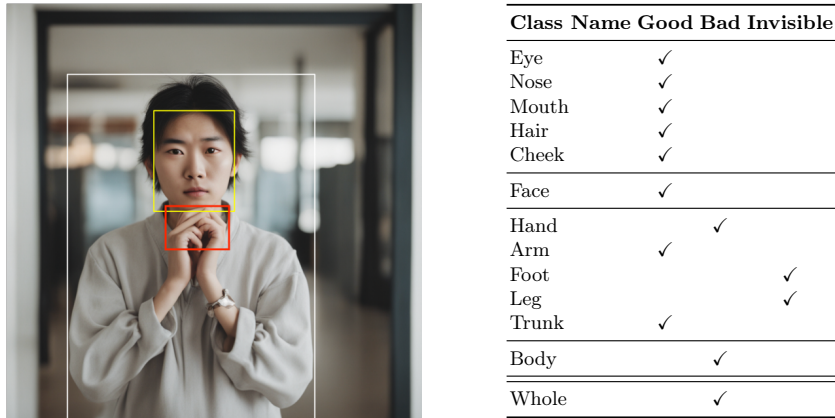 Class Name Good Bad Invisible
Eye ✓
Nose ✓
Mouth ✓
Hair ✓
Cheek ✓
Face ✓
Hand ✓
Arm ✓
Foot ✓
Leg ✓
Trunk ✓
Body ✓
Whole ✓